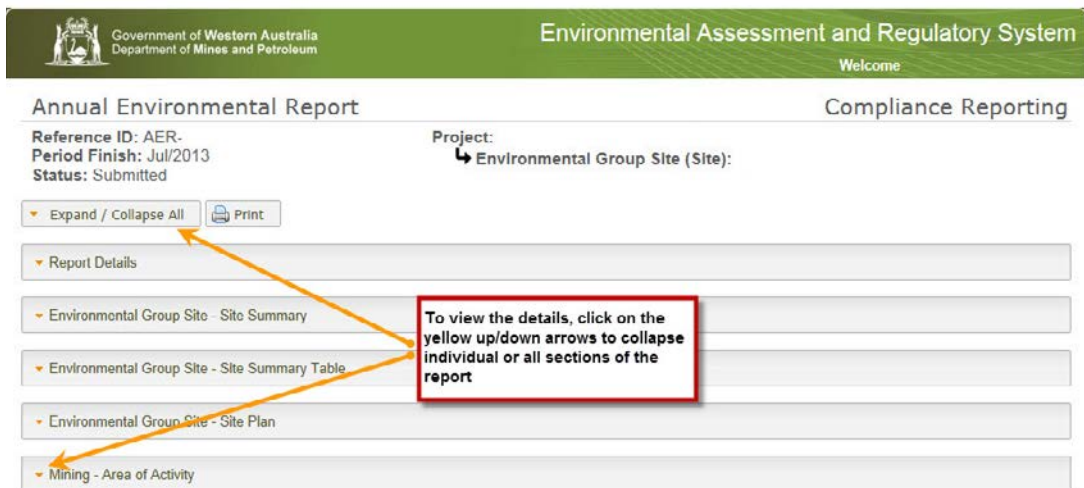 Government of Western Australia
Department of Mines and Petroleum
Environmental Assessment and Regulatory System
Welcome
Annual Environmental Report
Compliance Reporting
Reference ID: AER-
Period Finish: Jul/2013
Status: Submitted
Project:
Environmental Group Site (Site):
Expand / Collapse All
Print
Report Details
Environmental Group Site - Site Summary
Environmental Group Site - Site Summary Table
Environmental Group Site - Site Plan
Mining - Area of Activity
To view the details, click on the
yellow up/down arrows to collapse
individual or all sections of the
report